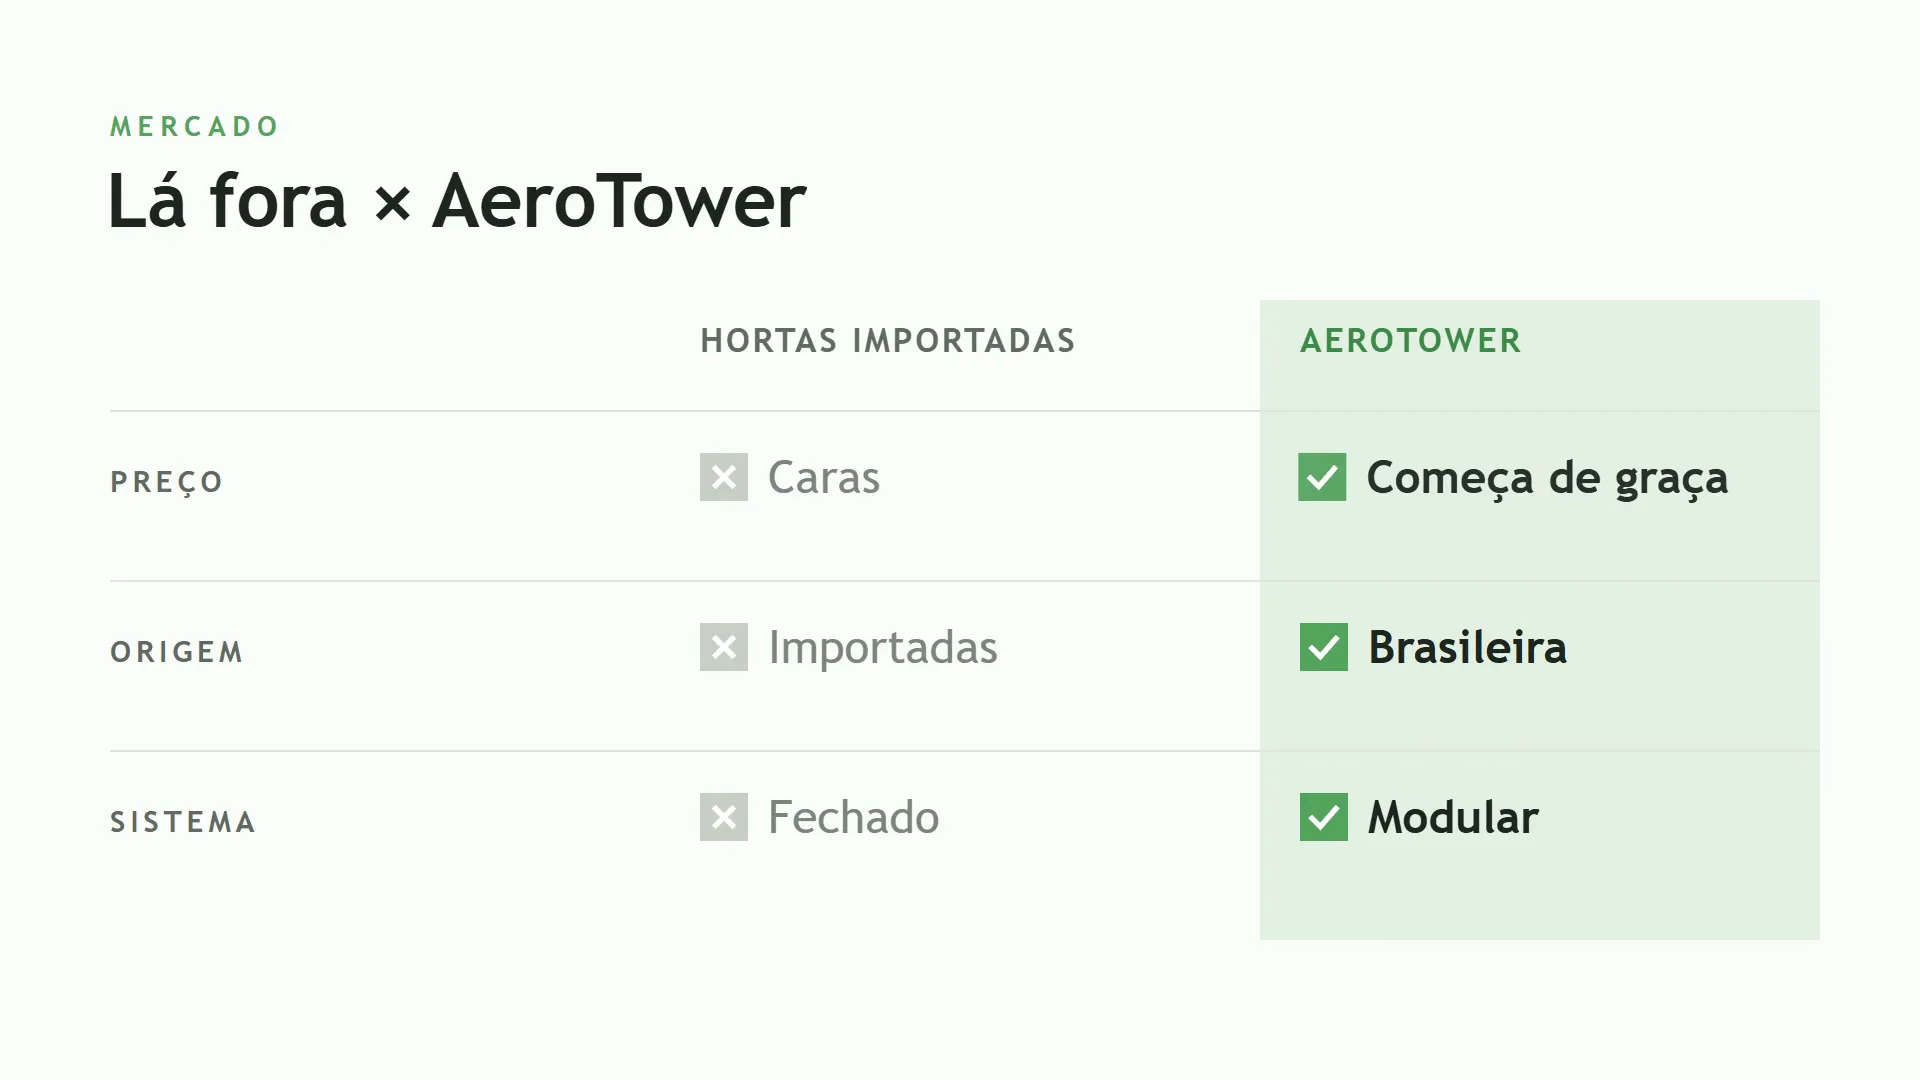 MERCADO
Lá fora × AeroTower
HORTAS IMPORTADAS AEROTOWER
PREÇO Caras Começa de graça
ORIGEM Importadas Brasileira
SISTEMA Fechado Modular